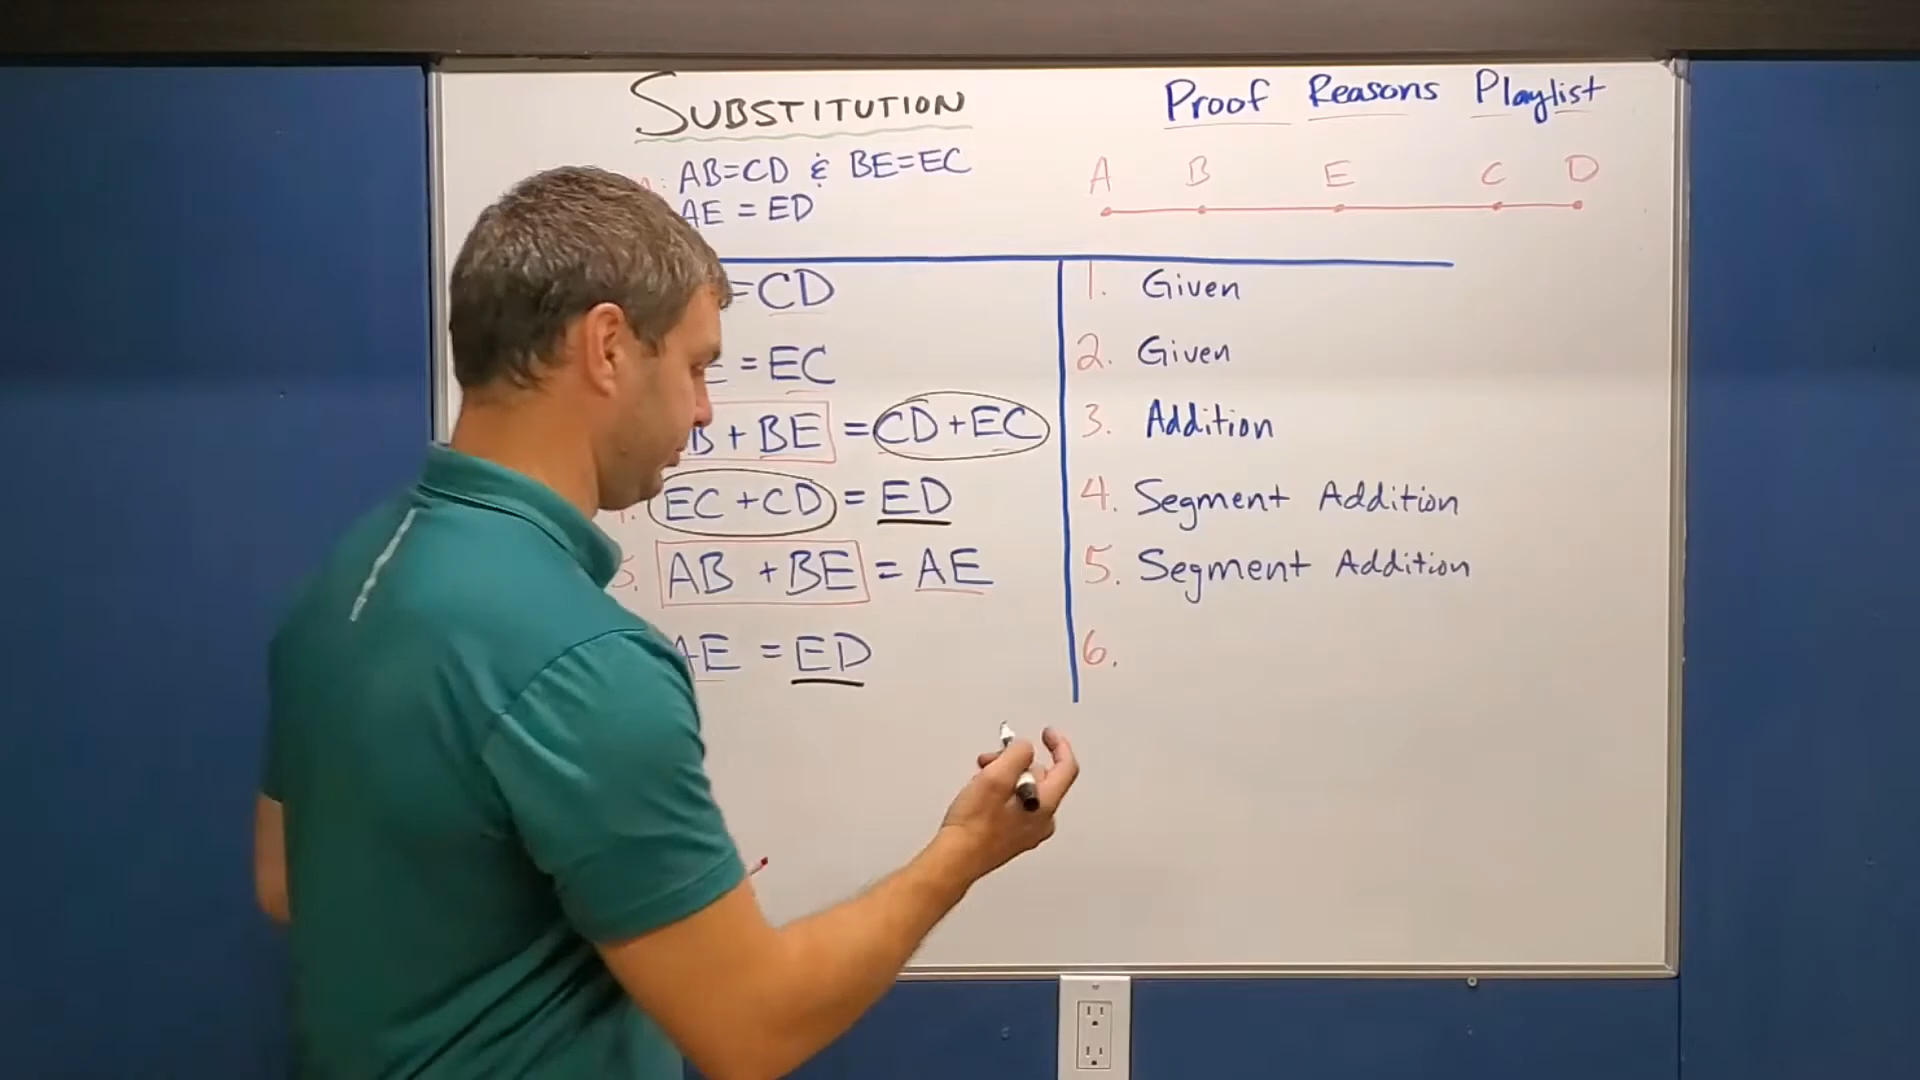 SUBSTITUTION
Proof Reasons Playlist
AB=CD & BE=EC
AE = ED
A B E C D
=CD
1. Given
= EC
2. Given
B + BE = CD+EC
3. Addition
EC +CD = ED
4. Segment Addition
5. AB + BE = AE
5. Segment Addition
AE = ED
6.